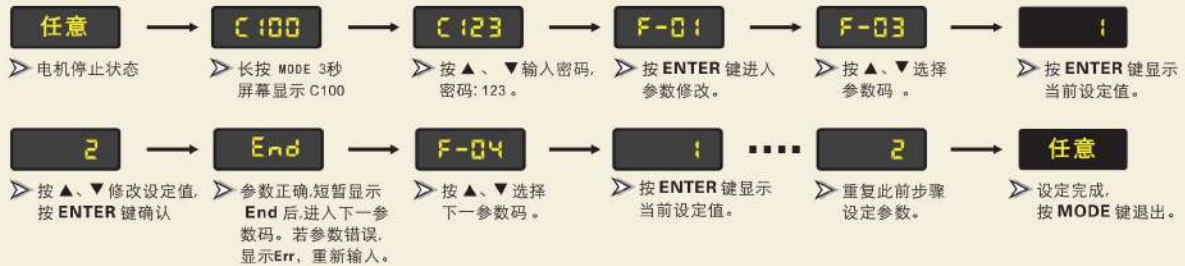 任意 → C100 → C123 → F-01 → F-03 → 1
➢ 电机停止状态
➢ 长按 MODE 3秒
屏幕显示 C100
➢ 按 ▲、 ▼输入密码,
密码: 123 。
➢ 按 ENTER 键进入
参数修改。
➢ 按 ▲、▼ 选择
参数码 。
➢ 按 ENTER 键显示
当前设定值。
2 → End → F-04 → 1 ···· 2 → 任意
➢ 按 ▲、▼ 修改设定值,
按 ENTER 键确认
➢ 参数正确,短暂显示
End 后,进入下一参
数码。若参数错误,
显示Err, 重新输入。
➢ 按 ▲、▼ 选择
下一参数码 。
➢ 按 ENTER 键显示
当前设定值。
➢ 重复此前步骤
设定参数。
➢ 设定完成,
按 MODE 键退出。